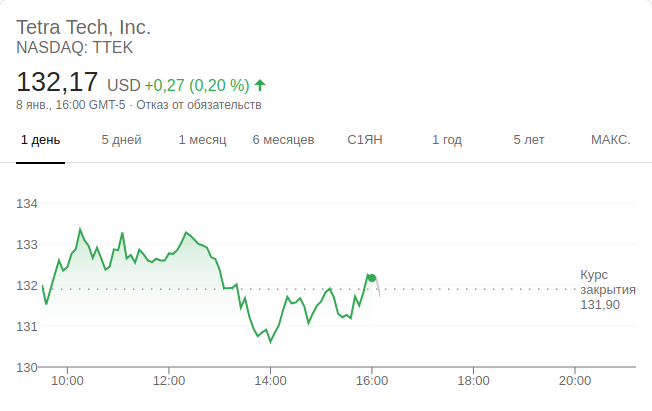 Tetra Tech, Inc.
NASDAQ: TTEK
132,17 USD +0,27 (0,20 %)
8 янв., 16:00 GMT-5 · Отказ от обязательств
1 день 5 дней 1 месяц 6 месяцев С1ЯН 1 год 5 лет МАКС.
134
133
132
131
130
Курс
закрытия
131,90
10:00 12:00 14:00 16:00 18:00 20:00